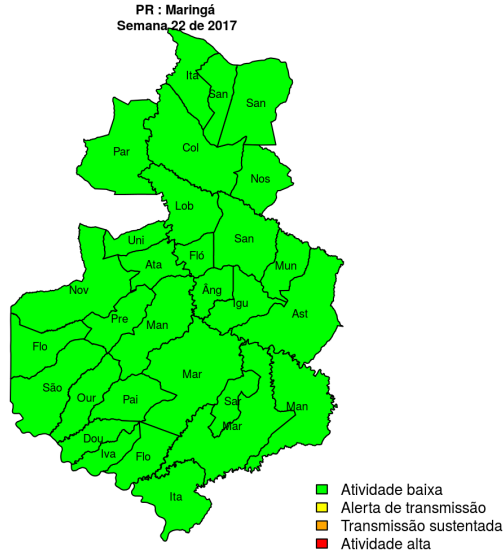 PR : Maringá
Semana 22 de 2017
Ita
San
San
Par
Col
Nos
Lob
Uni
San
Fló
Ata
Mun
Nov
Âng
Igu
Ast
Pre
Man
Flo
Mar
São
Our
Pai
Sar
Man
Mar
Dou
Iva
Flo
Ita
Atividade baixa
Alerta de transmissão
Transmissão sustentada
Atividade alta